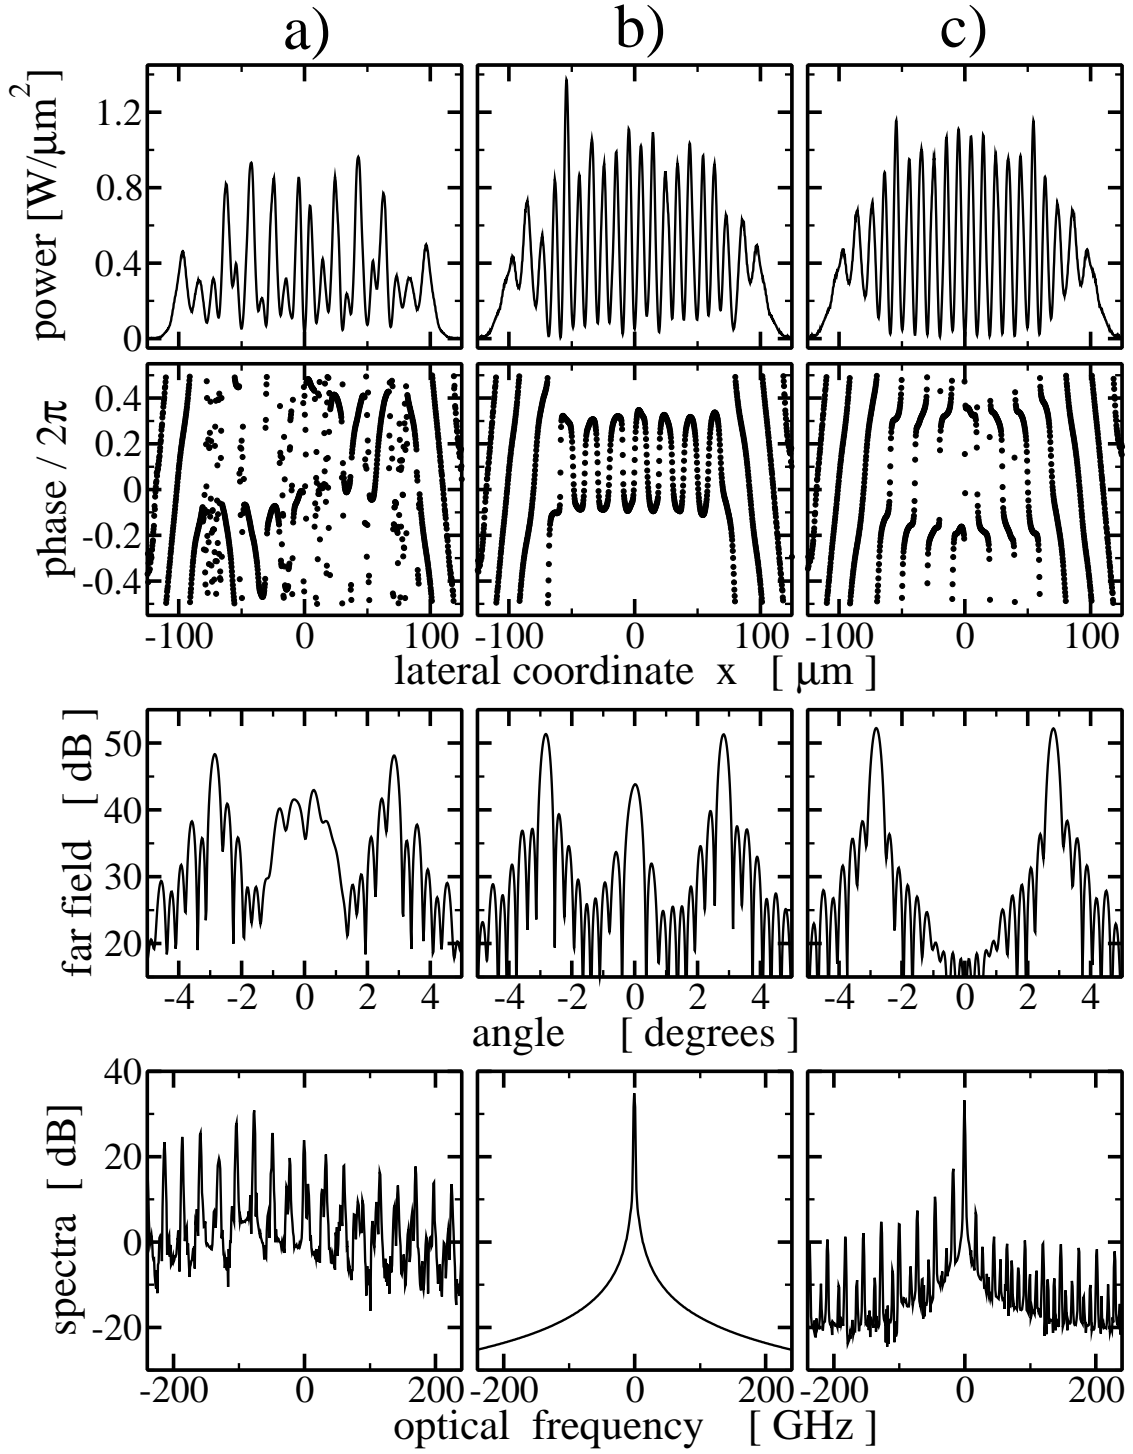 a) b) c)
power [W/μm²]
1.2
0.8
0.4
0
phase / 2π
0.4
0.2
0
-0.2
-0.4
-100 0 100 -100 0 100 -100 0 100
lateral coordinate x [ μm ]
far field [ dB ]
50
40
30
20
-4 -2 0 2 4 -4 -2 0 2 4 -4 -2 0 2 4
angle [ degrees ]
spectra [ dB]
40
20
0
-20
-200 0 200 -200 0 200 -200 0 200
optical frequency [ GHz ]